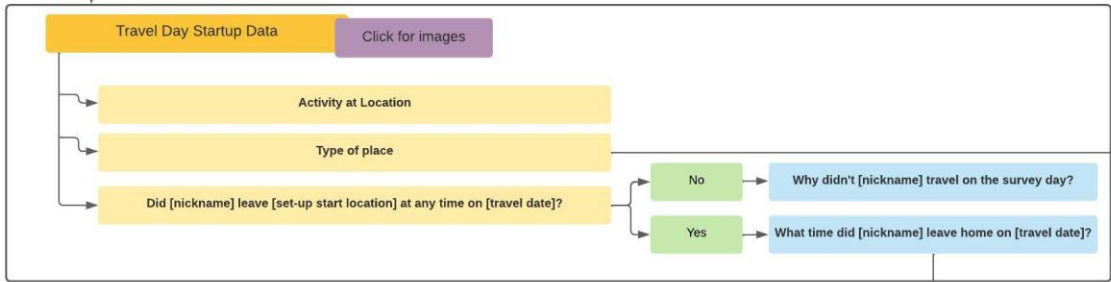 Travel Day Startup Data
Click for images
Activity at Location
Type of place
Did [nickname] leave [set-up start location] at any time on [travel date]?
No
Why didn't [nickname] travel on the survey day?
Yes
What time did [nickname] leave home on [travel date]?